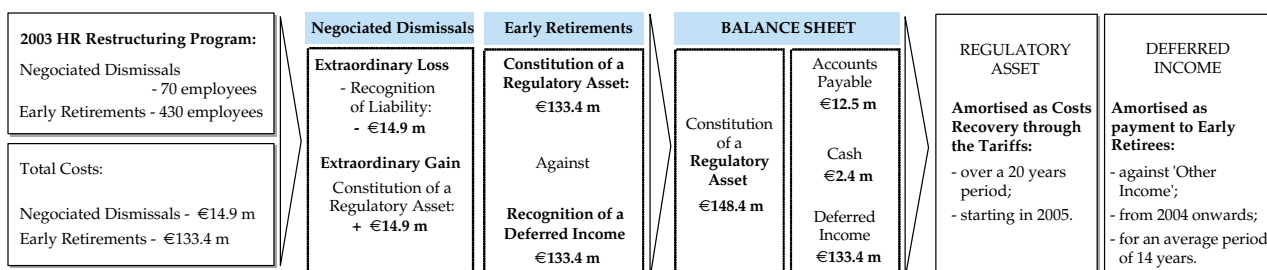 2003 HR Restructuring Program:
Negociated Dismissals
- 70 employees
Early Retirements - 430 employees
Total Costs:
Negociated Dismissals - €14.9 m
Early Retirements - €133.4 m
Negociated Dismissals
Extraordinary Loss
- Recognition
of Liability:
- €14.9 m
Extraordinary Gain
Constitution of a
Regulatory Asset:
+ €14.9 m
Early Retirements
Constitution of a
Regulatory Asset:
€133.4 m
Against
Recognition of a
Deferred Income
€133.4 m
BALANCE SHEET
Constitution
of a
Regulatory
Asset
€148.4 m
Accounts
Payable
€12.5 m
Cash
€2.4 m
Deferred
Income
€133.4 m
REGULATORY
ASSET
Amortised as Costs
Recovery through
the Tariffs:
- over a 20 years
period;
- starting in 2005.
DEFERRED
INCOME
Amortised as
payment to Early
Retirees:
- against 'Other
Income';
- from 2004 onwards;
- for an average period
of 14 years.